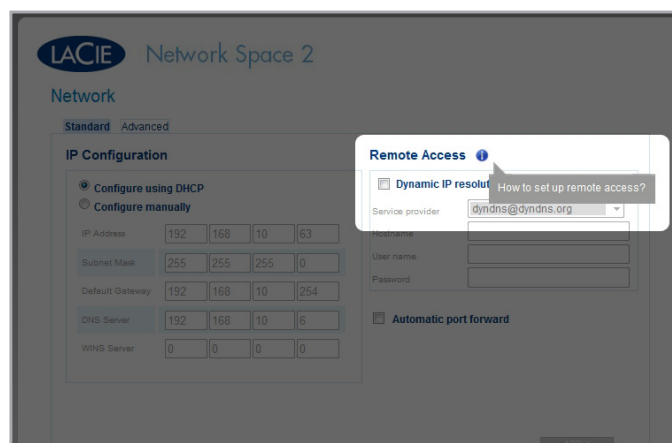 LACIE Network Space 2
Network
Standard Advanced
IP Configuration
Configure using DHCP
Configure manually
IP Address 192 168 10 63
Subnet Mask 255 255 255 0
Default Gateway 192 168 10 254
DNS Server 192 168 10 6
WINS Server 0 0 0 0
Remote Access i
Dynamic IP
How to set up remote access?
Service provider dyndns@dyndns.org
Hostname
User name
Password
Automatic port forward